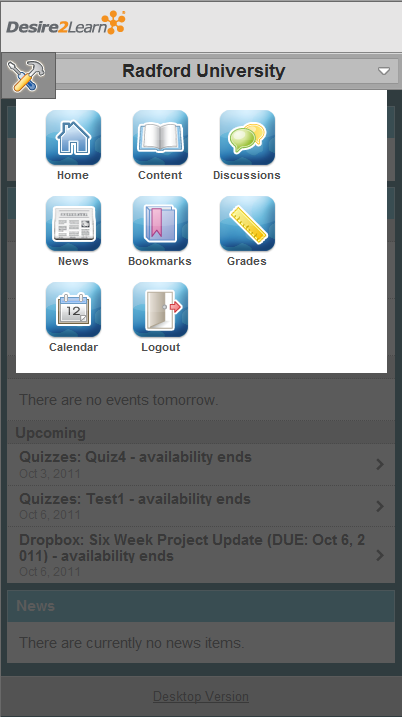 Desire2Learn
Radford University
Home Content Discussions
News Bookmarks Grades
12
Calendar Logout
There are no events tomorrow.
Upcoming
Quizzes: Quiz4 - availability ends
Oct 3, 2011
Quizzes: Test1 - availability ends
Oct 6, 2011
Dropbox: Six Week Project Update (DUE: Oct 6, 2
011) - availability ends
Oct 6, 2011
News
There are currently no news items.
Desktop Version